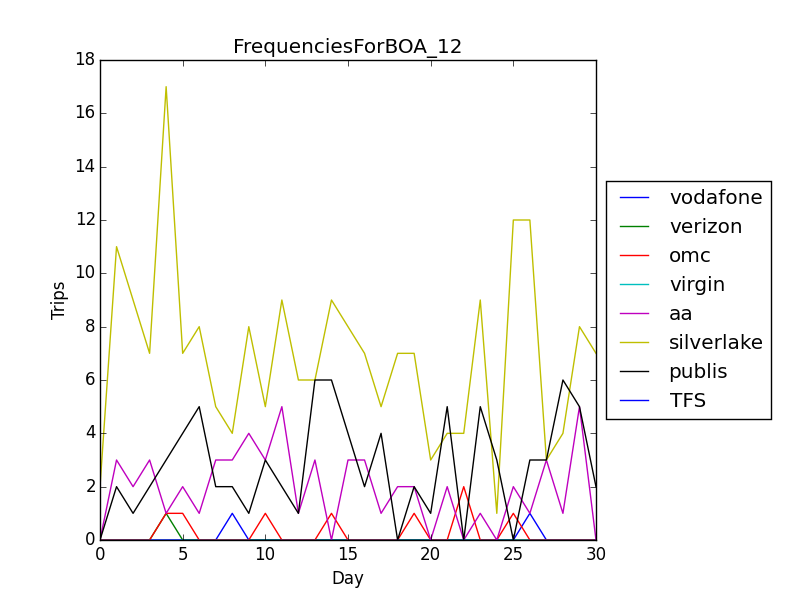 FrequenciesForBOA_12
18
16
14
12
10
8
6
4
2
0
Trips
0 5 10 15 20 25 30
Day
vodafone
verizon
omc
virgin
aa
silverlake
publis
TFS